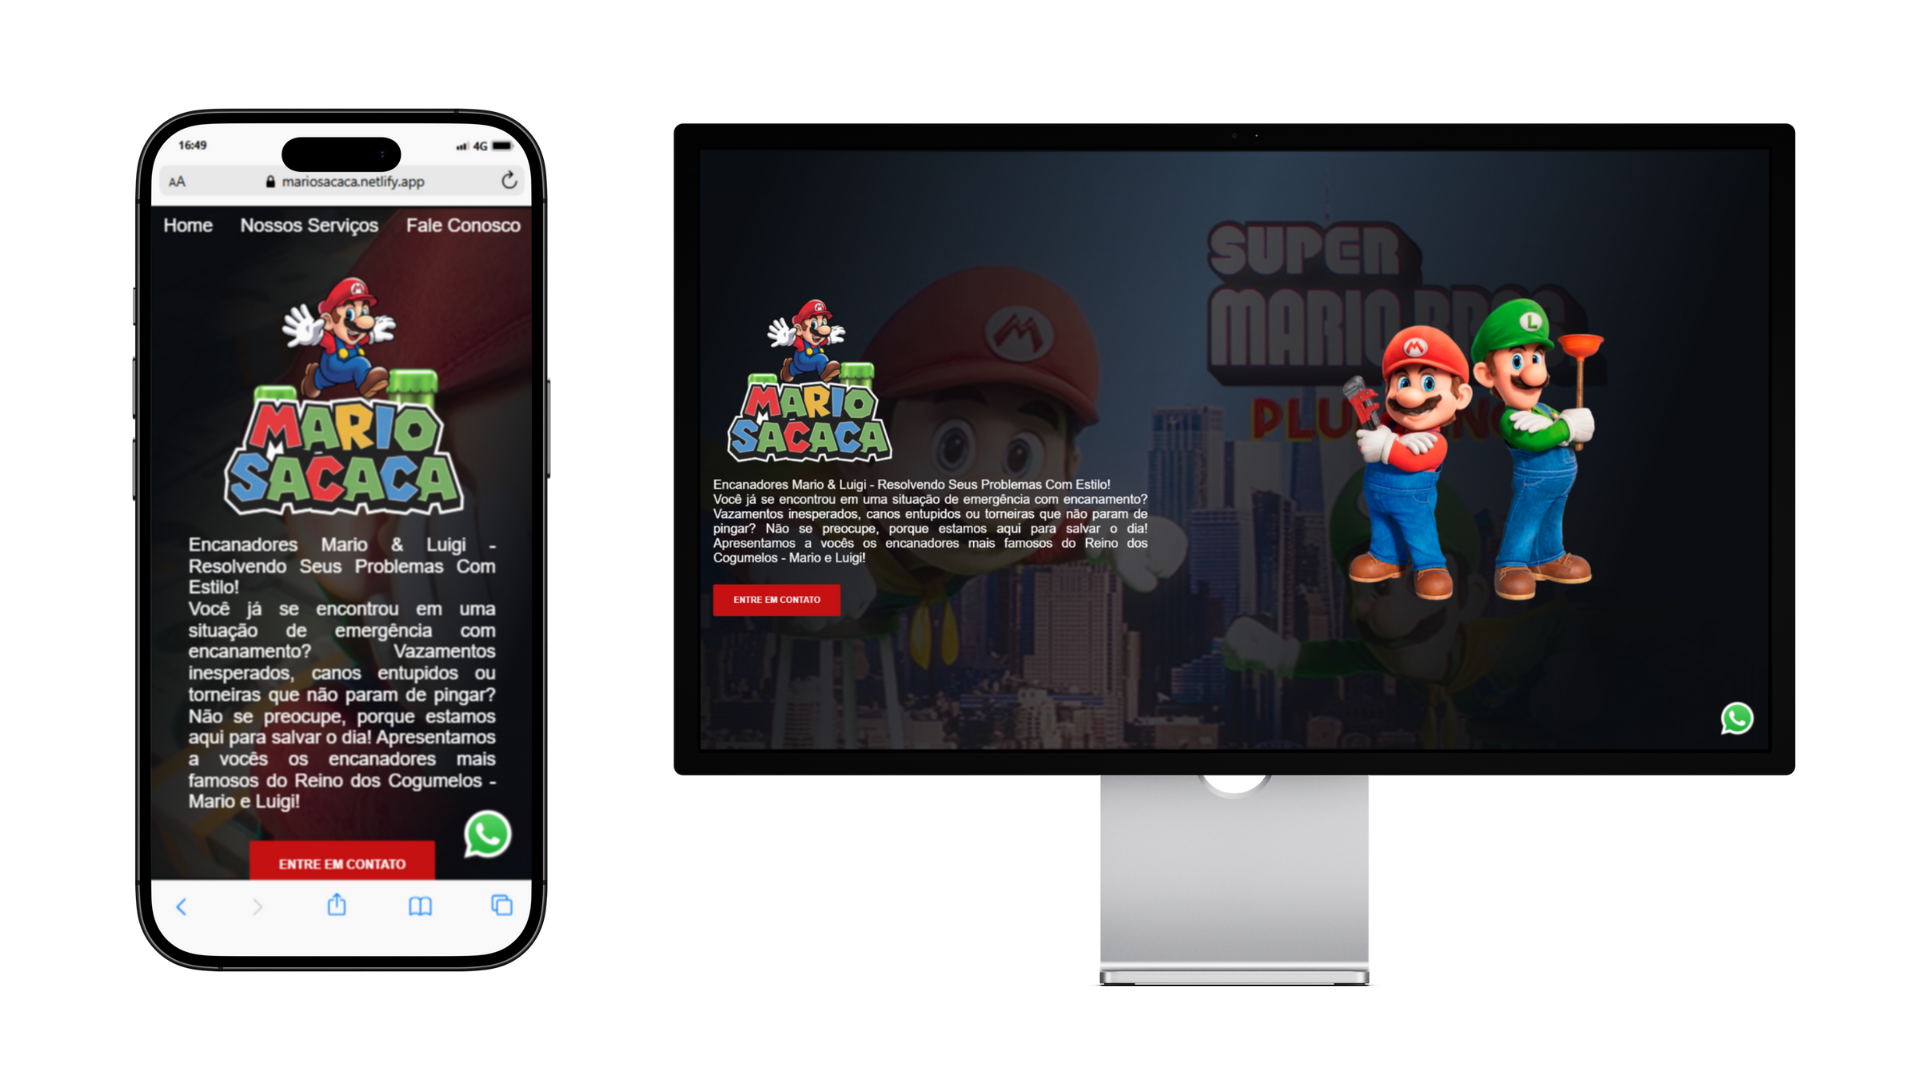 16:49
4G
AA
mariosacaca.netlify.app
Home Nossos Serviços Fale Conosco
M
MARIO
SACACA
Encanadores Mario & Luigi -
Resolvendo Seus Problemas Com
Estilo!
Você já se encontrou em uma
situação de emergência com
encanamento? Vazamentos
inesperados, canos entupidos ou
torneiras que não param de pingar?
Não se preocupe, porque estamos
aqui para salvar o dia! Apresentamos
a vocês os encanadores mais
famosos do Reino dos Cogumelos -
Mario e Luigi!
ENTRE EM CONTATO
SUPER
MARIO BROS
PLU
M
M
L
M
MARIO
SACACA
Encanadores Mario & Luigi - Resolvendo Seus Problemas Com Estilo!
Você já se encontrou em uma situação de emergência com encanamento?
Vazamentos inesperados, canos entupidos ou torneiras que não param de
pingar? Não se preocupe, porque estamos aqui para salvar o dia!
Apresentamos a vocês os encanadores mais famosos do Reino dos
Cogumelos - Mario e Luigi!
ENTRE EM CONTATO